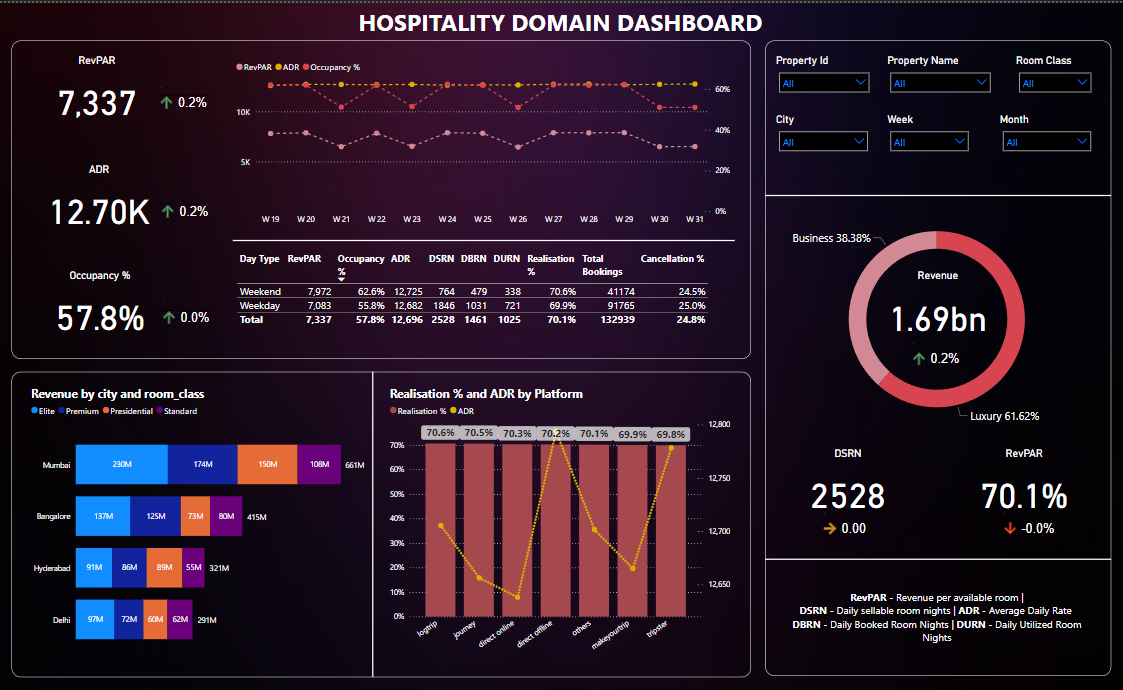 HOSPITALITY DOMAIN DASHBOARD
RevPAR
7,337
0.2%
ADR
12.70K
0.2%
Occupancy %
57.8%
0.0%
RevPAR ADR Occupancy %
10K
5K
60%
40%
20%
0%
W 19 W 20 W 21 W 22 W 23 W 24 W 25 W 26 W 27 W 28 W 29 W 30 W 31
Day Type RevPAR Occupancy % ADR DSRN DBRN DURN Realisation % Total Bookings Cancellation %
Weekend 7,972 62.6% 12,725 764 479 338 70.6% 41174 24.5%
Weekday 7,083 55.8% 12,682 1846 1031 721 69.9% 91765 25.0%
Total 7,337 57.8% 12,696 2528 1461 1025 70.1% 132939 24.8%
Property Id Property Name Room Class
All All All
City Week Month
All All All
Business 38.38%
Revenue
1.69bn
0.2%
Luxury 61.62%
DSRN
2528
0.00
RevPAR
70.1%
-0.0%
RevPAR - Revenue per available room |
DSRN - Daily sellable room nights | ADR - Average Daily Rate
DBRN - Daily Booked Room Nights | DURN - Daily Utilized Room
Nights
Revenue by city and room_class
Elite Premium Presidential Standard
Mumbai 230M 174M 150M 108M 661M
Bangalore 137M 125M 73M 80M 415M
Hyderabad 91M 86M 89M 55M 321M
Delhi 97M 72M 60M 62M 291M
Realisation % and ADR by Platform
Realisation % ADR
70.6% 70.5% 70.3% 70.2% 70.1% 69.9% 69.8%
70%
60%
50%
40%
30%
20%
10%
0%
12,800
12,750
12,700
12,650
logtrip journey direct online direct offline others makeyourtrip tripster